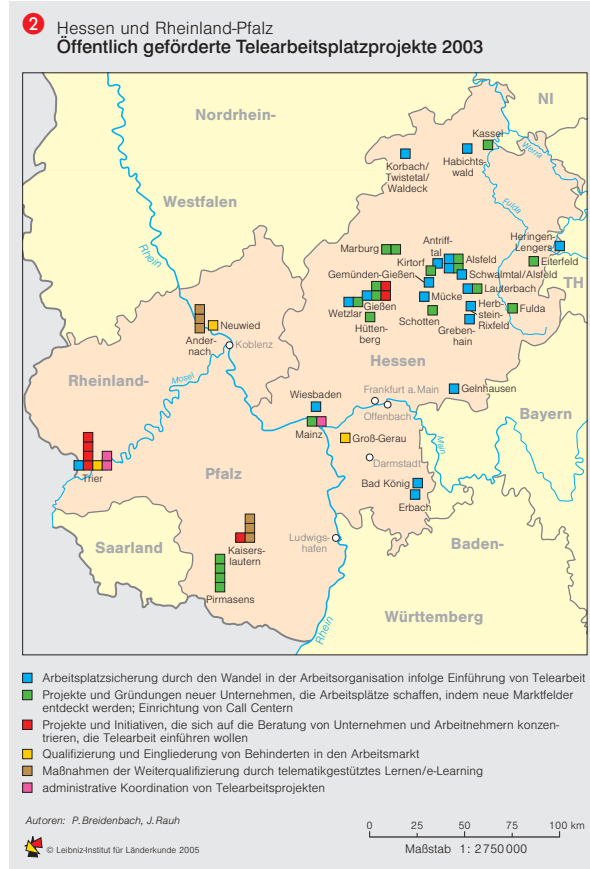 2 Hessen und Rheinland-Pfalz
Öffentlich geförderte Telearbeitsplatzprojekte 2003
NI
Nordrhein-
Westfalen
Kassel
Werra
Habichts-
wald
Korbach/
Twistetal/
Waldeck
Fulda
Rhein
Heringen-
Lengers
Eiterfeld
TH
Marburg
Antriff-
tal
Alsfeld
Kirtorf
Schwalmtal/Alsfeld
Gemünden-Gießen
Lauterbach
Mücke
Herb-
stein-
Rixfeld
Fulda
Wetzlar
Gießen
Hütten-
berg
Schotten
Greben-
hain
Neuwied
Ander-
nach
Koblenz
Hessen
Rheinland-
Mosel
Wiesbaden
Frankfurt a. Main
Gelnhausen
Offenbach
Bayern
Mainz
Groß-Gerau
Main
Darmstadt
Pfalz
Trier
Bad König
Erbach
Saarland
Kaisers-
lautern
Ludwigs-
hafen
Baden-
Pirmasens
Württemberg
Rhein
Arbeitsplatzsicherung durch den Wandel in der Arbeitsorganisation infolge Einführung von Telearbeit
Projekte und Gründungen neuer Unternehmen, die Arbeitsplätze schaffen, indem neue Marktfelder
entdeckt werden; Einrichtung von Call Centern
Projekte und Initiativen, die sich auf die Beratung von Unternehmen und Arbeitnehmern konzen-
trieren, die Telearbeit einführen wollen
Qualifizierung und Eingliederung von Behinderten in den Arbeitsmarkt
Maßnahmen der Weiterqualifizierung durch telematikgestütztes Lernen/e-Learning
administrative Koordination von Telearbeitsprojekten
Autoren: P. Breidenbach, J. Rauh
0 25 50 75 100 km
© Leibniz-Institut für Länderkunde 2005
Maßstab 1: 2750000